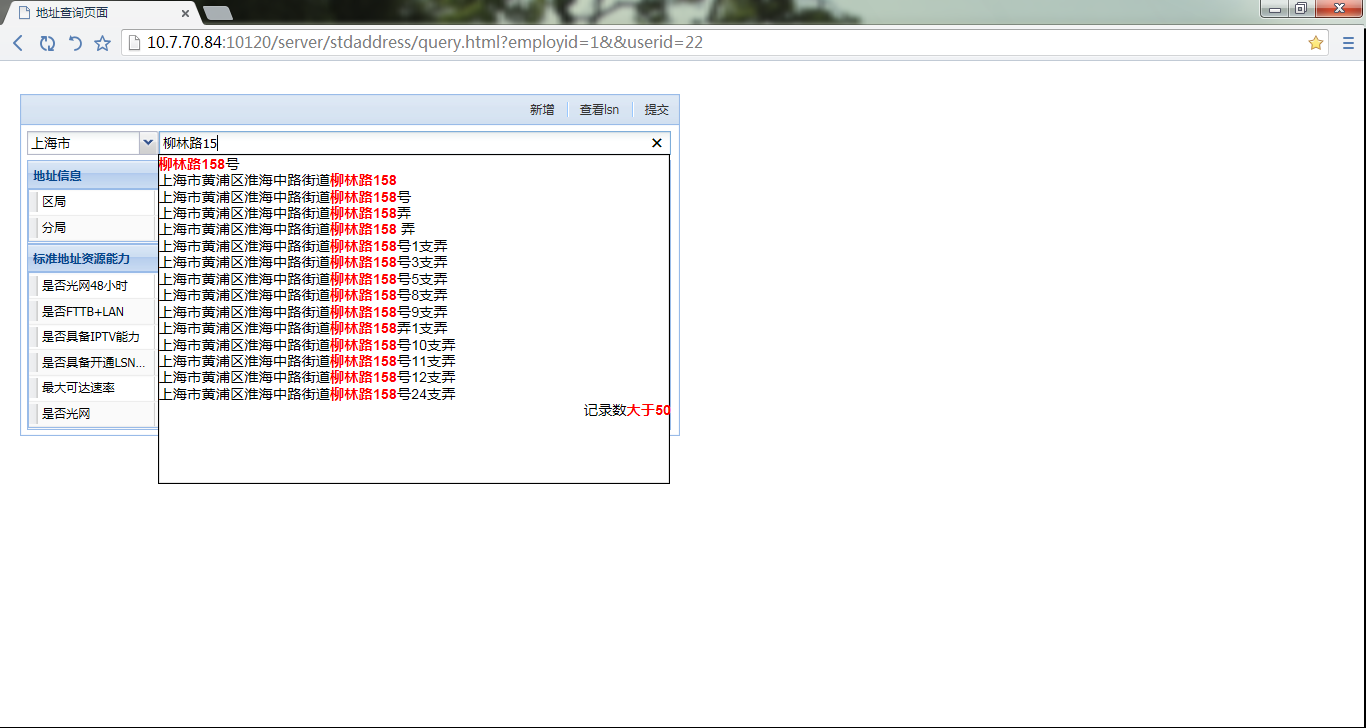 地址查询页面
10.7.70.84:10120/server/stdaddress/query.html?employid=1&&userid=22
新增 查看lsn 提交
上海市 柳林路15
柳林路158号
地址信息
上海市黄浦区淮海中路街道柳林路158
上海市黄浦区淮海中路街道柳林路158号
区局
上海市黄浦区淮海中路街道柳林路158弄
分局
上海市黄浦区淮海中路街道柳林路158 弄
上海市黄浦区淮海中路街道柳林路158号1支弄
标准地址资源能力
上海市黄浦区淮海中路街道柳林路158号3支弄
上海市黄浦区淮海中路街道柳林路158号5支弄
是否光网48小时
上海市黄浦区淮海中路街道柳林路158号8支弄
是否FTTB+LAN
上海市黄浦区淮海中路街道柳林路158号9支弄
上海市黄浦区淮海中路街道柳林路158弄1支弄
是否具备IPTV能力
上海市黄浦区淮海中路街道柳林路158号10支弄
是否具备开通LSN...
上海市黄浦区淮海中路街道柳林路158号11支弄
上海市黄浦区淮海中路街道柳林路158号12支弄
最大可达速率
上海市黄浦区淮海中路街道柳林路158号24支弄
是否光网
记录数大于50